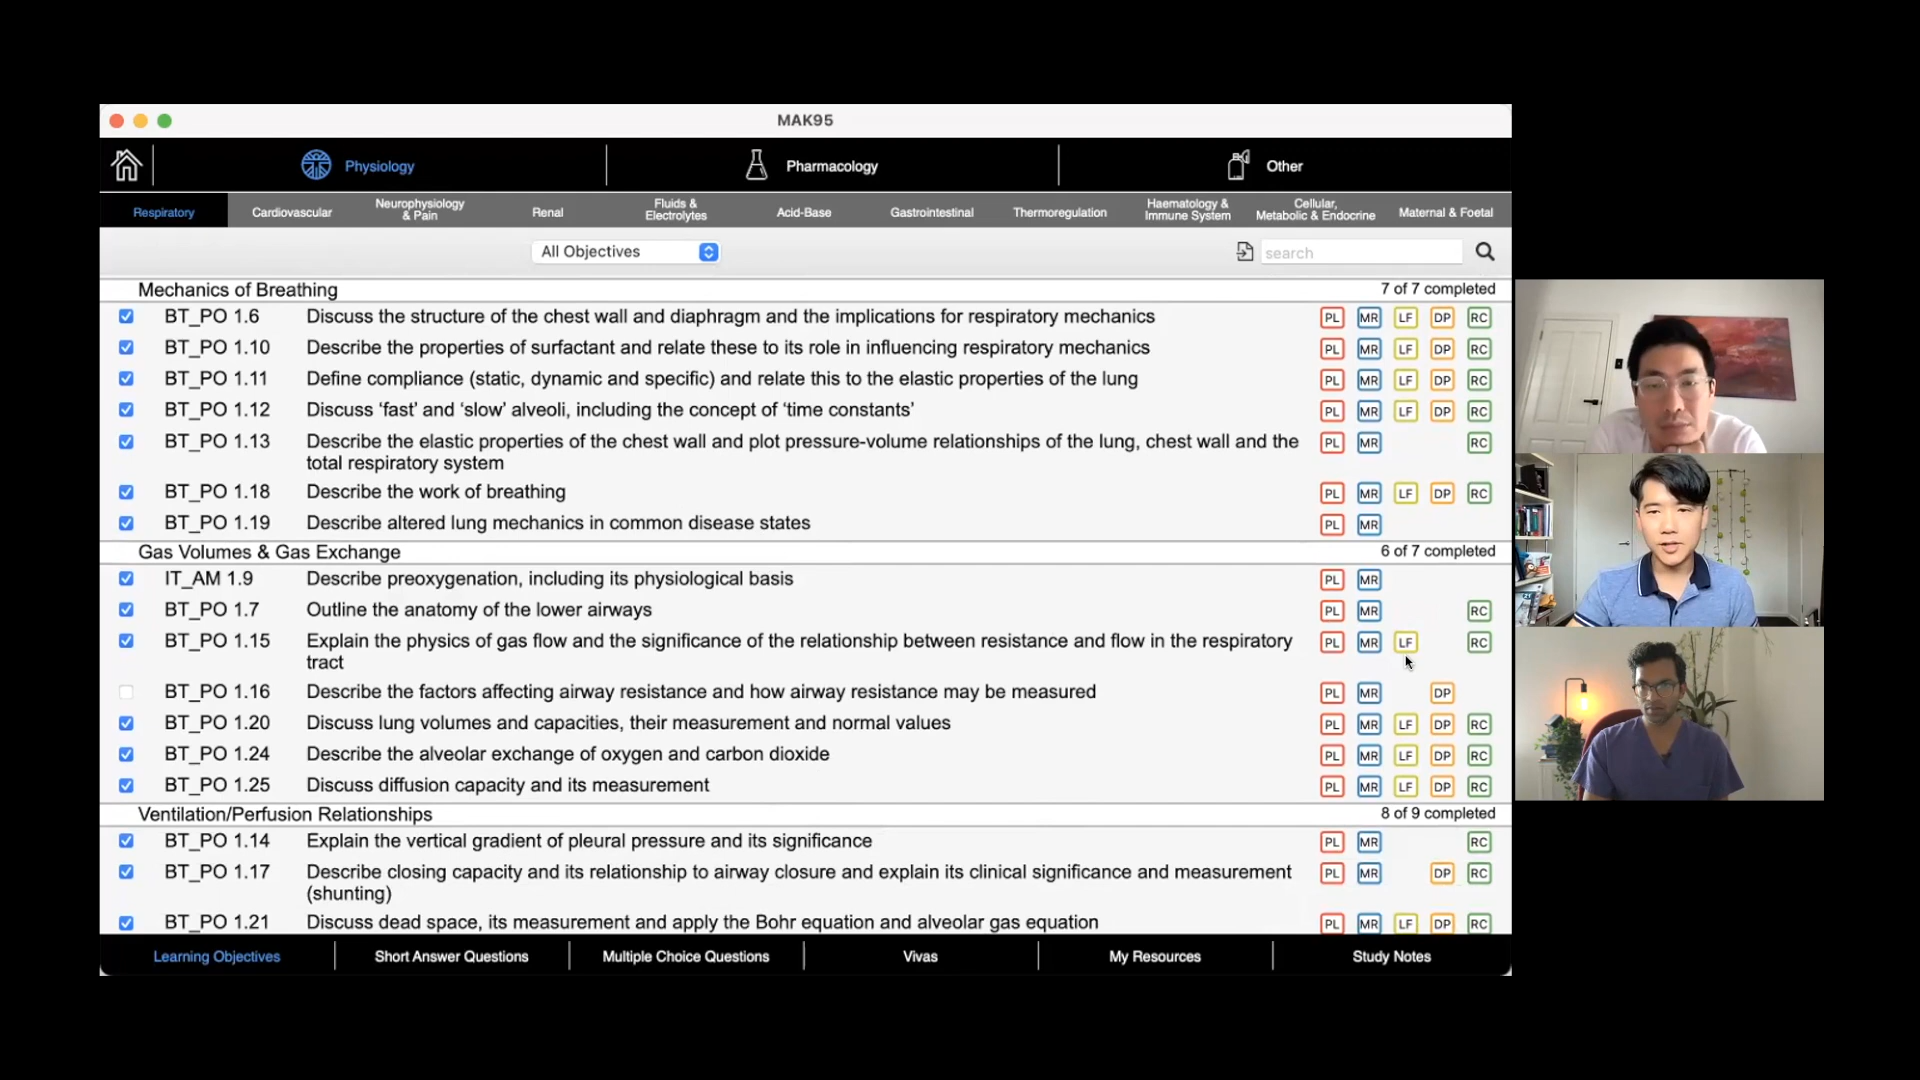 MAK95
Physiology
Pharmacology
Other
Respiratory
Cardiovascular
Neurophysiology
& Pain
Renal
Fluids &
Electrolytes
Acid-Base
Gastrointestinal
Thermoregulation
Haematology &
Immune System
Cellular,
Metabolic & Endocrine
Maternal & Foetal
All Objectives
search
Mechanics of Breathing 7 of 7 completed
BT_PO 1.6 Discuss the structure of the chest wall and diaphragm and the implications for respiratory mechanics PL MR LF DP RC
BT_PO 1.10 Describe the properties of surfactant and relate these to its role in influencing respiratory mechanics PL MR LF DP RC
BT_PO 1.11 Define compliance (static, dynamic and specific) and relate this to the elastic properties of the lung PL MR LF DP RC
BT_PO 1.12 Discuss ‘fast’ and ‘slow’ alveoli, including the concept of ‘time constants’ PL MR LF DP RC
BT_PO 1.13 Describe the elastic properties of the chest wall and plot pressure-volume relationships of the lung, chest wall and the PL MR RC
total respiratory system
BT_PO 1.18 Describe the work of breathing PL MR LF DP RC
BT_PO 1.19 Describe altered lung mechanics in common disease states PL MR
Gas Volumes & Gas Exchange 6 of 7 completed
IT_AM 1.9 Describe preoxygenation, including its physiological basis PL MR
BT_PO 1.7 Outline the anatomy of the lower airways PL MR RC
BT_PO 1.15 Explain the physics of gas flow and the significance of the relationship between resistance and flow in the respiratory PL MR LF RC
tract
BT_PO 1.16 Describe the factors affecting airway resistance and how airway resistance may be measured PL MR DP
BT_PO 1.20 Discuss lung volumes and capacities, their measurement and normal values PL MR LF DP RC
BT_PO 1.24 Describe the alveolar exchange of oxygen and carbon dioxide PL MR LF DP RC
BT_PO 1.25 Discuss diffusion capacity and its measurement PL MR LF DP RC
Ventilation/Perfusion Relationships 8 of 9 completed
BT_PO 1.14 Explain the vertical gradient of pleural pressure and its significance PL MR RC
BT_PO 1.17 Describe closing capacity and its relationship to airway closure and explain its clinical significance and measurement PL MR DP RC
(shunting)
BT_PO 1.21 Discuss dead space, its measurement and apply the Bohr equation and alveolar gas equation PL MR LF DP RC
Learning Objectives
Short Answer Questions
Multiple Choice Questions
Vivas
My Resources
Study Notes